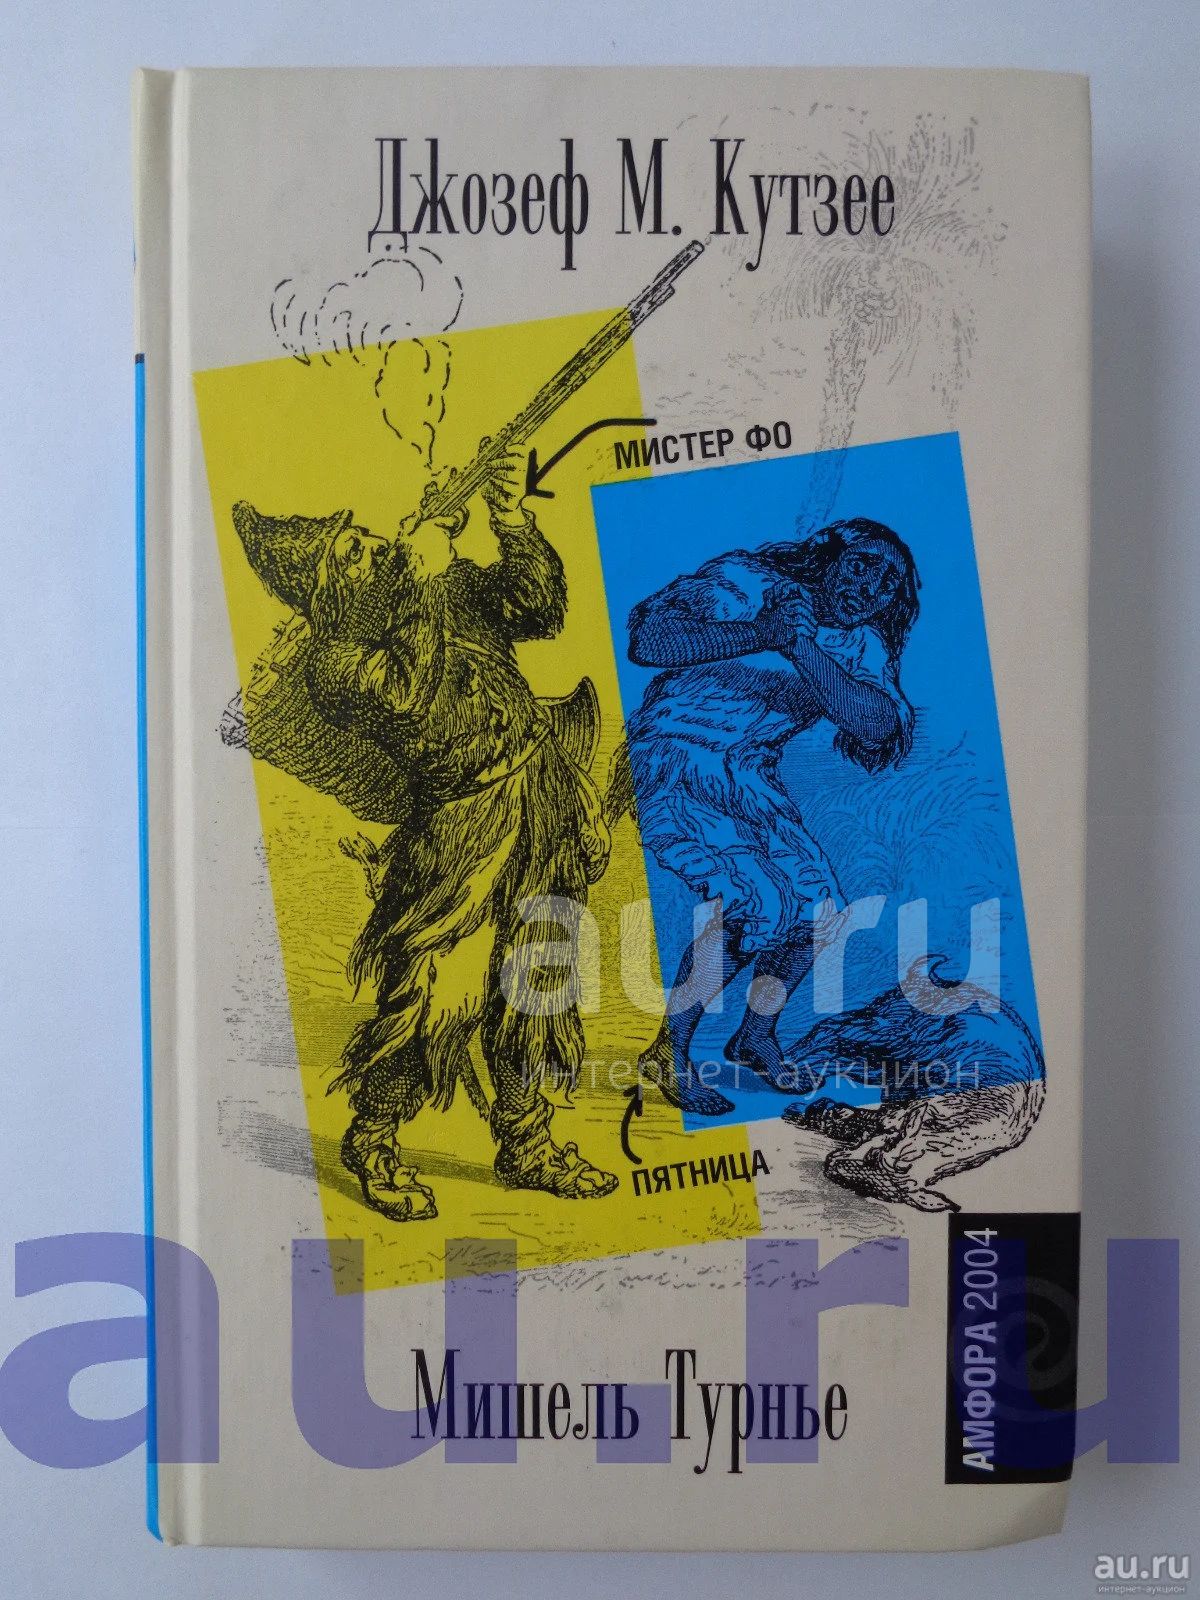 Джозеф М. Кутзее
МИСТЕР ФО
au.ru
интернет-аукцион
ПЯТНИЦА
au.ru
Мишель Турнье
АМФОРА 2004
au.ru
интернет-аукцион